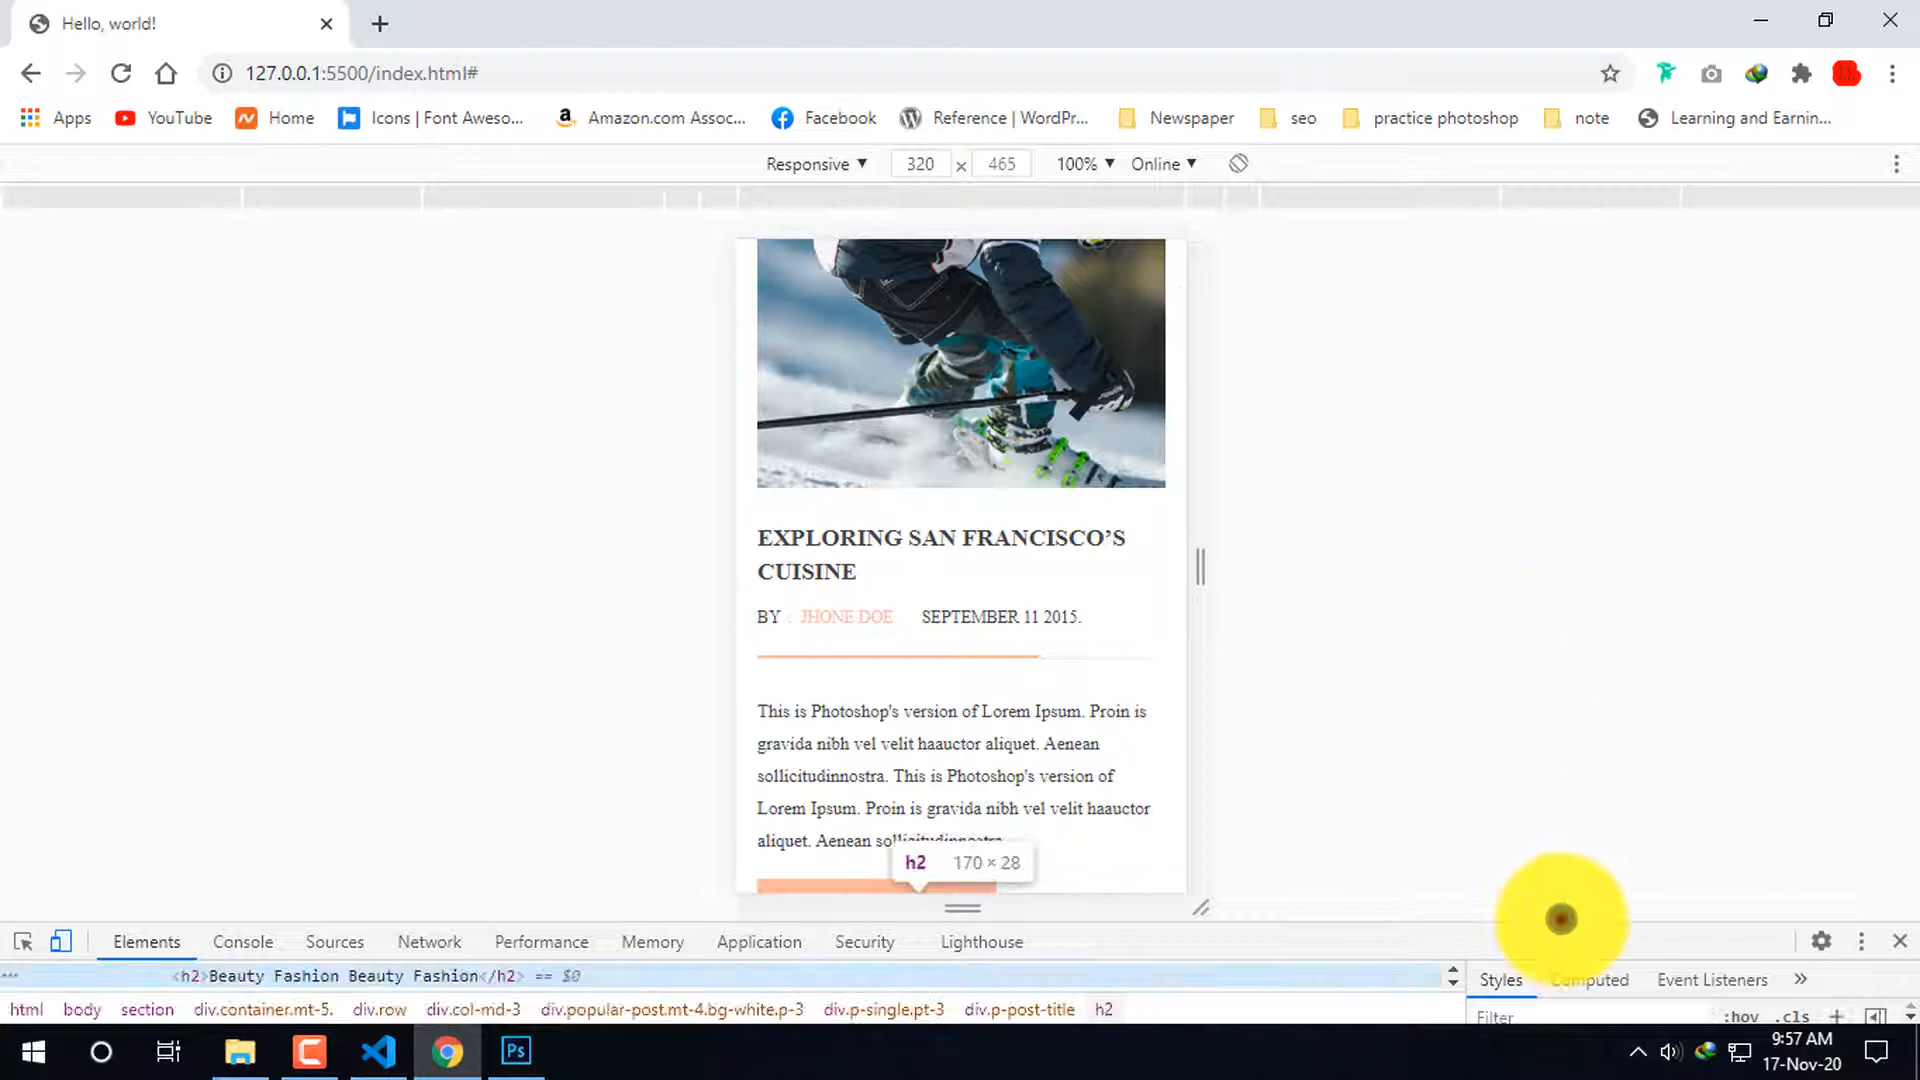 Hello, world!
127.0.0.1:5500/index.html#
Apps YouTube Home Icons | Font Aweso... Amazon.com Assoc... Facebook Reference | WordPr... Newspaper seo practice photoshop note Learning and Earnin...
Responsive 320 × 465 100% Online
EXPLORING SAN FRANCISCO’S
CUISINE
BY : JHONE DOE SEPTEMBER 11 2015.
This is Photoshop's version of Lorem Ipsum. Proin is
gravida nibh vel velit haauctor aliquet. Aenean
sollicitudinnostra. This is Photoshop's version of
Lorem Ipsum. Proin is gravida nibh vel velit haauctor
aliquet. Aenean sollicitudinnostra
h2 170 × 28
Elements Console Sources Network Performance Memory Application Security Lighthouse
... <h2>Beauty Fashion Beauty Fashion</h2> == $0
Styles Computed Event Listeners »
html body section div.container.mt-5. div.row div.col-md-3 div.popular-post.mt-4.bg-white.p-3 div.p-single.pt-3 div.p-post-title h2
Filter :hov .cls +
Ps
9:57 AM
17-Nov-20